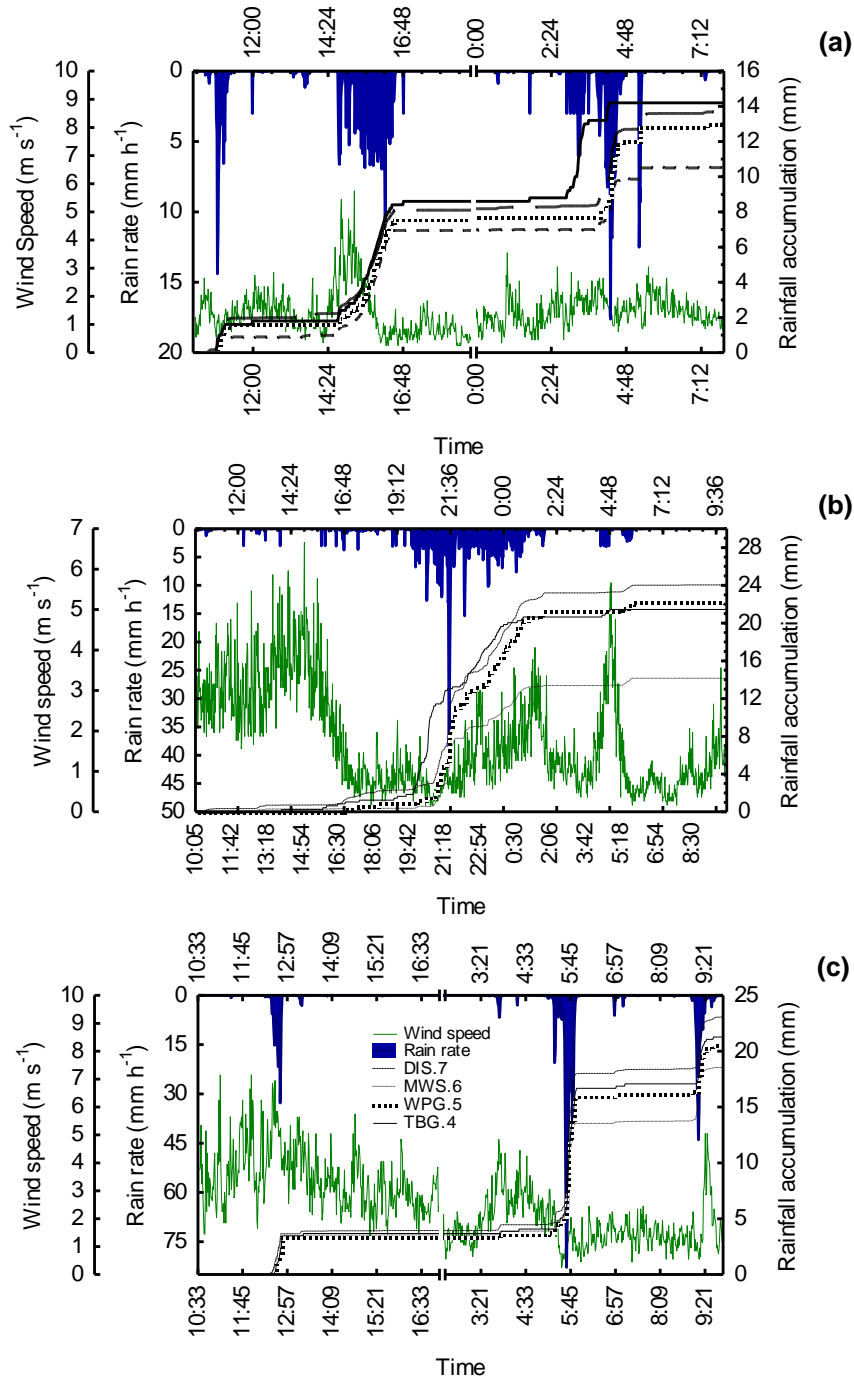 12:00 14:24 16:48 0:00 2:24 4:48 7:12
(a)
10 0 16
9
8 5 14
7 12
6 10
5 10 8
4 6
3 15 4
2
1 2
0 20 0
Wind Speed (m s-1)
Rain rate (mm h-1)
Rainfall accumulation (mm)
12:00 14:24 16:48 0:00 2:24 4:48 7:12
Time
12:00 14:24 16:48 19:12 21:36 0:00 2:24 4:48 7:12 9:36
(b)
7 0
6 5 28
5 10 24
4 15 20
20
3 25 16
30 12
2 35 8
1 40 4
45
0 50 0
Wind speed (m s-1)
Rain rate (mm h-1)
Rainfall accumulation (mm)
10:05 11:42 13:18 14:54 16:30 18:06 19:42 21:18 22:54 0:30 2:06 3:42 5:18 6:54 8:30
Time
10:33 11:45 12:57 14:09 15:21 16:33 3:21 4:33 5:45 6:57 8:09 9:21
(c)
10 0 25
9
8 15 20
7
6 30 15
5 45
4 10
3 60
2 5
1 75
0 0
Wind speed (m s-1)
Rain rate (mm h-1)
Rainfall accumulation (mm)
Wind speed
Rain rate
DIS.7
MWS.6
WPG.5
TBG.4
10:33 11:45 12:57 14:09 15:21 16:33 3:21 4:33 5:45 6:57 8:09 9:21
Time